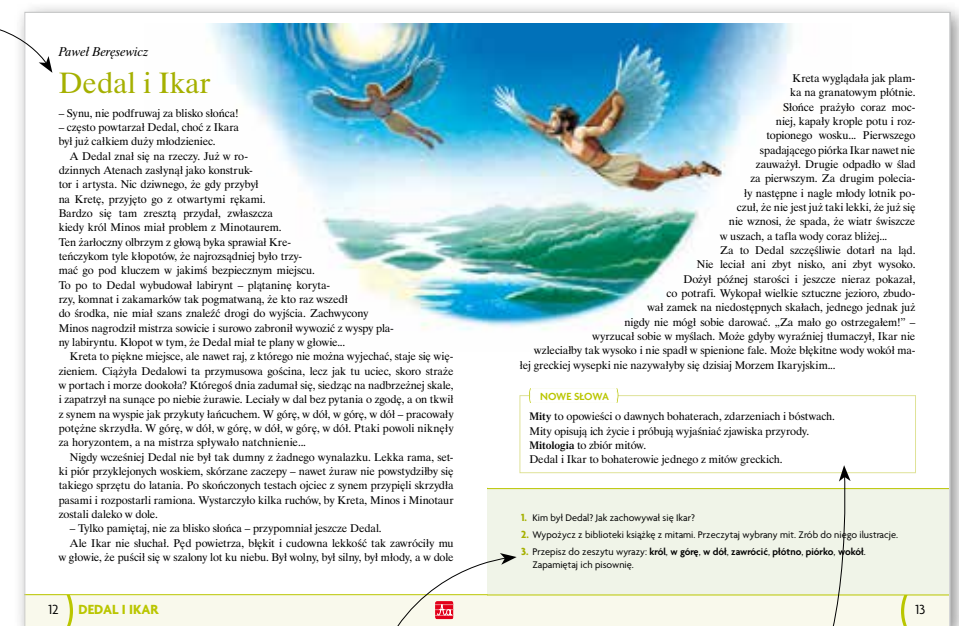 Paweł Beręsewicz
Dedal i Ikar
– Synu, nie podfruwaj za blisko słońca!
– często powtarzał Dedal, choć z Ikara
był już całkiem duży młodzieniec.
A Dedal znał się na rzeczy. Już w ro-
dzinnych Atenach zasłynął jako konstruk-
tor i artysta. Nic dziwnego, że gdy przybył
na Kretę, przyjęto go z otwartymi rękami.
Bardzo się tam zresztą przydał, zwłaszcza
kiedy król Minos miał problem z Minotaurem.
Ten żarłoczny olbrzym z głową byka sprawiał Kre-
teńczykom tyle kłopotów, że najrozsądniej było trzy-
mać go pod kluczem w jakimś bezpiecznym miejscu.
To po to Dedal wybudował labirynt – plątaninę koryta-
rzy, komnat i zakamarków tak pogmatwaną, że kto raz wszedł
do środka, nie miał szans znaleźć drogi do wyjścia. Zachwycony
Minos nagrodził mistrza sowicie i surowo zabronił wywozić z wyspy pla-
ny labiryntu. Kłopot w tym, że Dedal miał te plany w głowie...
Kreta to piękne miejsce, ale nawet raj, z którego nie można wyjechać, staje się wię-
zieniem. Ciążyła Dedalowi ta przymusowa gościna, lecz jak tu uciec, skoro straże
w portach i morze dookoła? Któregoś dnia zadumał się, siedząc na nadbrzeżnej skale,
i zapatrzył na sunące po niebie żurawie. Leciały w dal bez pytania o zgodę, a on tkwił
z synem na wyspie jak przykuty łańcuchem. W górę, w dół, w górę, w dół – pracowały
potężne skrzydła. W górę, w dół, w górę, w dół, w górę, w dół. Ptaki powoli niknęły
za horyzontem, a na mistrza spływało natchnienie...
Nigdy wcześniej Dedal nie był tak dumny z żadnego wynalazku. Lekka rama, set-
ki piór przyklejonych woskiem, skórzane zaczepy – nawet żuraw nie powstydziłby się
takiego sprzętu do latania. Po skończonych testach ojciec z synem przypięli skrzydła
pasami i rozpostarli ramiona. Wystarczyło kilka ruchów, by Kreta, Minos i Minotaur
zostali daleko w dole.
– Tylko pamiętaj, nie za blisko słońca – przypomniał jeszcze Dedal.
Ale Ikar nie słuchał. Pęd powietrza, błękit i cudowna lekkość tak zawróciły mu
w głowie, że puścił się w szalony lot ku niebu. Był wolny, był silny, był młody, a w dole
Kreta wyglądała jak plam-
ka na granatowym płótnie.
Słońce prażyło coraz moc-
niej, kapały krople potu i roz-
topionego wosku... Pierwszego
spadającego piórka Ikar nawet nie
zauważył. Drugie odpadło w ślad
za pierwszym. Za drugim polecia-
ły następne i nagle młody lotnik po-
czuł, że nie jest już taki lekki, że już się
nie wznosi, że spada, że wiatr świszcze
w uszach, a tafla wody coraz bliżej...
Za to Dedal szczęśliwie dotarł na ląd.
Nie leciał ani zbyt nisko, ani zbyt wysoko.
Dożył późnej starości i jeszcze nieraz pokazał,
co potrafi. Wykopał wielkie sztuczne jezioro, zbudo-
wał zamek na niedostępnych skałach, jednego jednak już
nigdy nie mógł sobie darować. „Za mało go ostrzegałem!” –
wyrzucał sobie w myślach. Może gdyby wyraźniej tłumaczył, Ikar nie
wzleciałby tak wysoko i nie spadł w spienione fale. Może błękitne wody wokół ma-
łej greckiej wysepki nie nazywałyby się dzisiaj Morzem Ikaryjskim...
NOWE SŁOWA
Mity to opowieści o dawnych bohaterach, zdarzeniach i bóstwach.
Mity opisują ich życie i próbują wyjaśniać zjawiska przyrody.
Mitologia to zbiór mitów.
Dedal i Ikar to bohaterowie jednego z mitów greckich.
1. Kim był Dedal? Jak zachowywał się Ikar?
2. Wypożycz z biblioteki książkę z mitami. Przeczytaj wybrany mit. Zrób do niego ilustracje.
3. Przepisz do zeszytu wyrazy: król, w górę, w dół, zawrócić, płótno, piórko, wokół.
Zapamiętaj ich pisownię.
12 DEDAL I IKAR
13